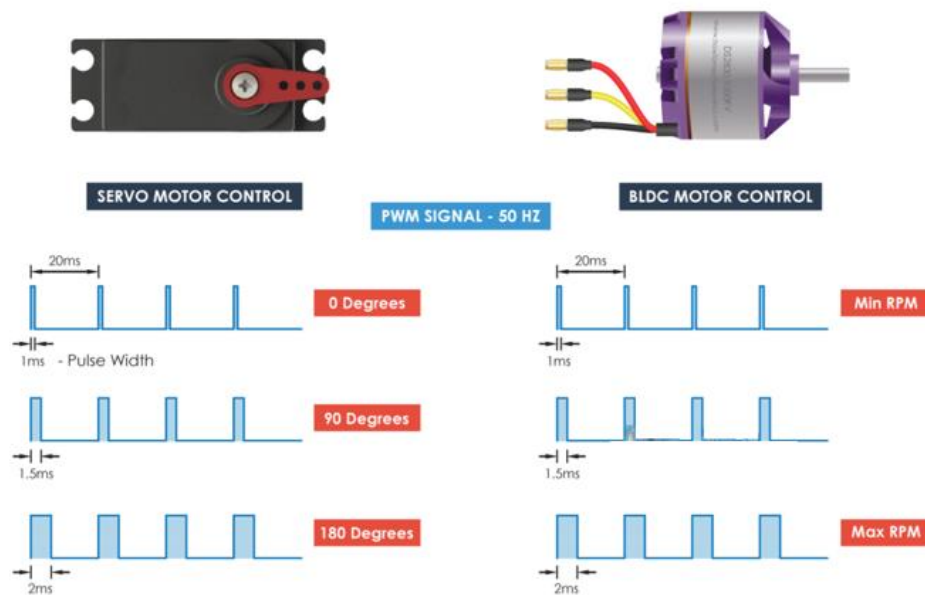 SERVO MOTOR CONTROL
BLDC MOTOR CONTROL
PWM SIGNAL - 50 HZ
20ms
0 Degrees
1ms - Pulse Width
90 Degrees
1.5ms
180 Degrees
2ms
20ms
Min RPM
1ms
1.5ms
Max RPM
2ms